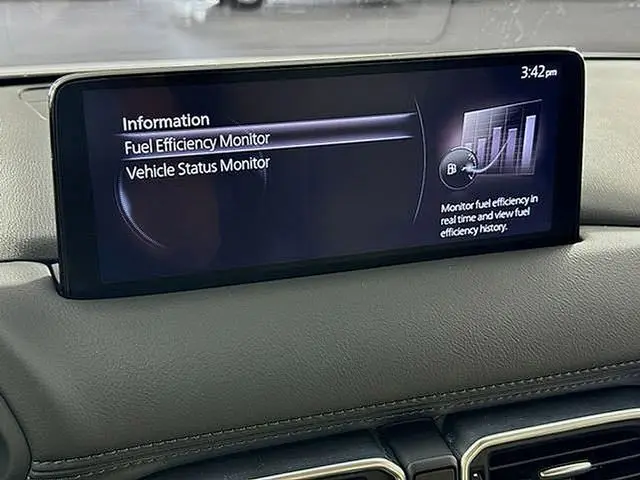 3:42pm
Information
Fuel Efficiency Monitor
Vehicle Status Monitor
Monitor fuel efficiency in
real time and view fuel
efficiency history.